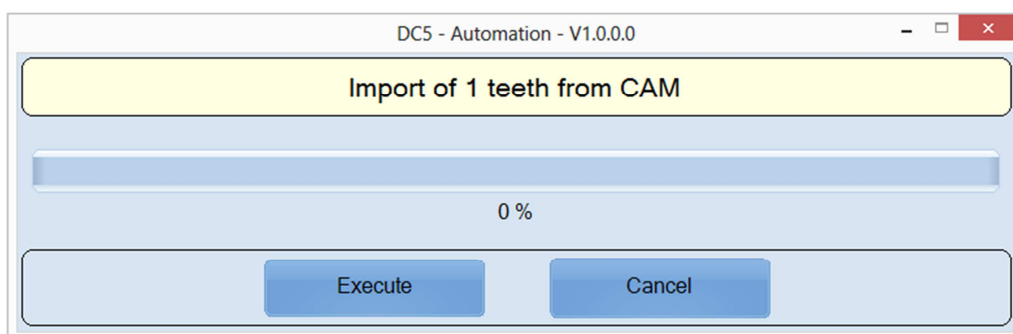 DC5 - Automation - V1.0.0.0
Import of 1 teeth from CAM
0 %
Execute Cancel